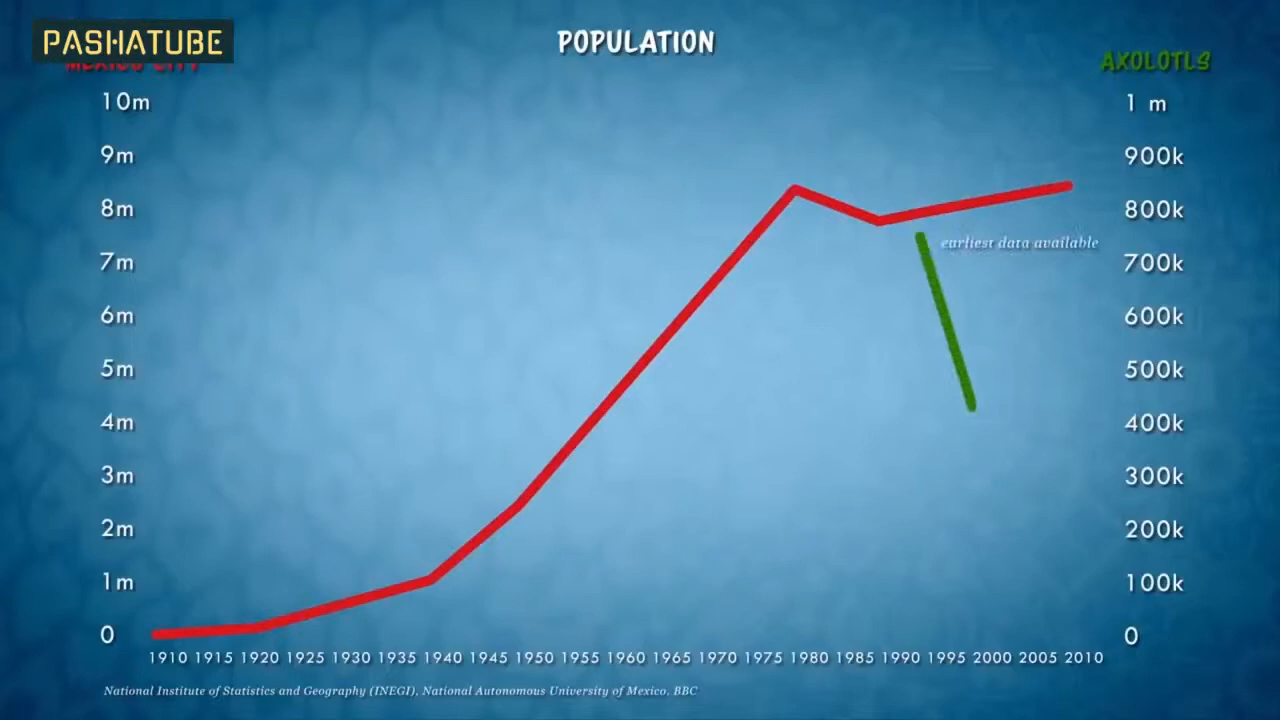 PASHATUBE
POPULATION
MEXICO CITY
AXOLOTLS
10m
1 m
9m
900k
8m
800k
earliest data available
7m
700k
6m
600k
5m
500k
4m
400k
3m
300k
2m
200k
1m
100k
0
0
1910 1915 1920 1925 1930 1935 1940 1945 1950 1955 1960 1965 1970 1975 1980 1985 1990 1995 2000 2005 2010
National Institute of Statistics and Geography (INEGI), National Autonomous University of Mexico, BBC